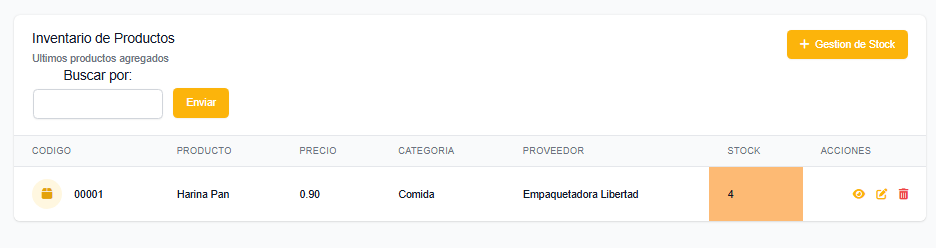 Inventario de Productos
Gestion de Stock
Ultimos productos agregados
Buscar por:
Enviar
CODIGO PRODUCTO PRECIO CATEGORIA PROVEEDOR STOCK ACCIONES
00001 Harina Pan 0.90 Comida Empaquetadora Libertad 4